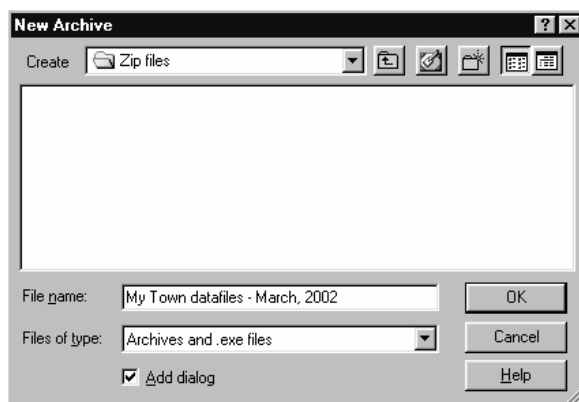 New Archive
Create Zip files
File name: My Town datafiles - March, 2002 OK
Files of type: Archives and .exe files Cancel
Add dialog Help